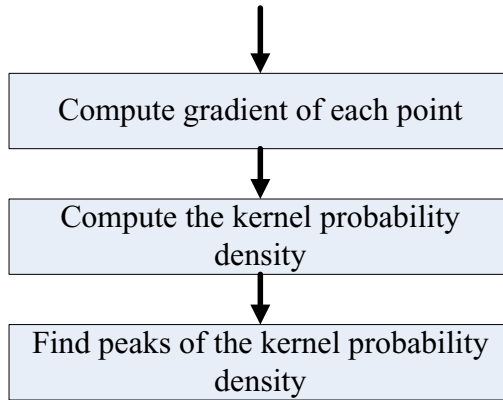 Compute gradient of each point
Compute the kernel probability
density
Find peaks of the kernel probability
density